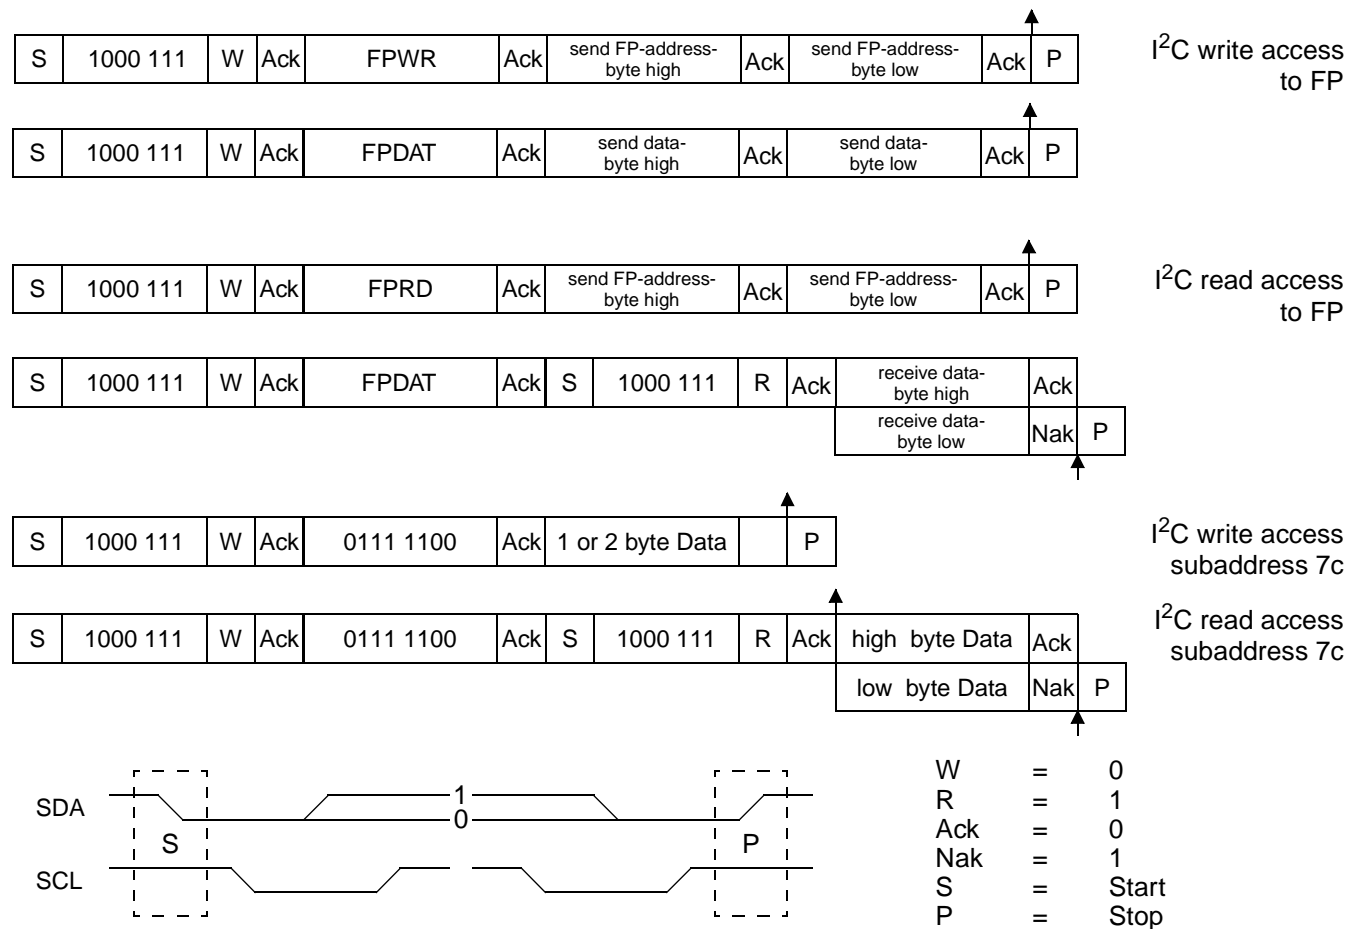 S 1000 111 W Ack FPWR Ack send FP-address- byte high Ack send FP-address- byte low Ack P
I2C write access
to FP
S 1000 111 W Ack FPDAT Ack send data- byte high Ack send data- byte low Ack P
S 1000 111 W Ack FPRD Ack send FP-address- byte high Ack send FP-address- byte low Ack P
I2C read access
to FP
S 1000 111 W Ack FPDAT Ack S 1000 111 R Ack receive data- byte high Ack
receive data- byte low Nak P
S 1000 111 W Ack 0111 1100 Ack 1 or 2 byte Data P
I2C write access
subaddress 7c
S 1000 111 W Ack 0111 1100 Ack S 1000 111 R Ack high byte Data Ack
I2C read access
subaddress 7c
low byte Data Nak P
SDA 1
0
S P
SCL
W = 0
R = 1
Ack = 0
Nak = 1
S = Start
P = Stop